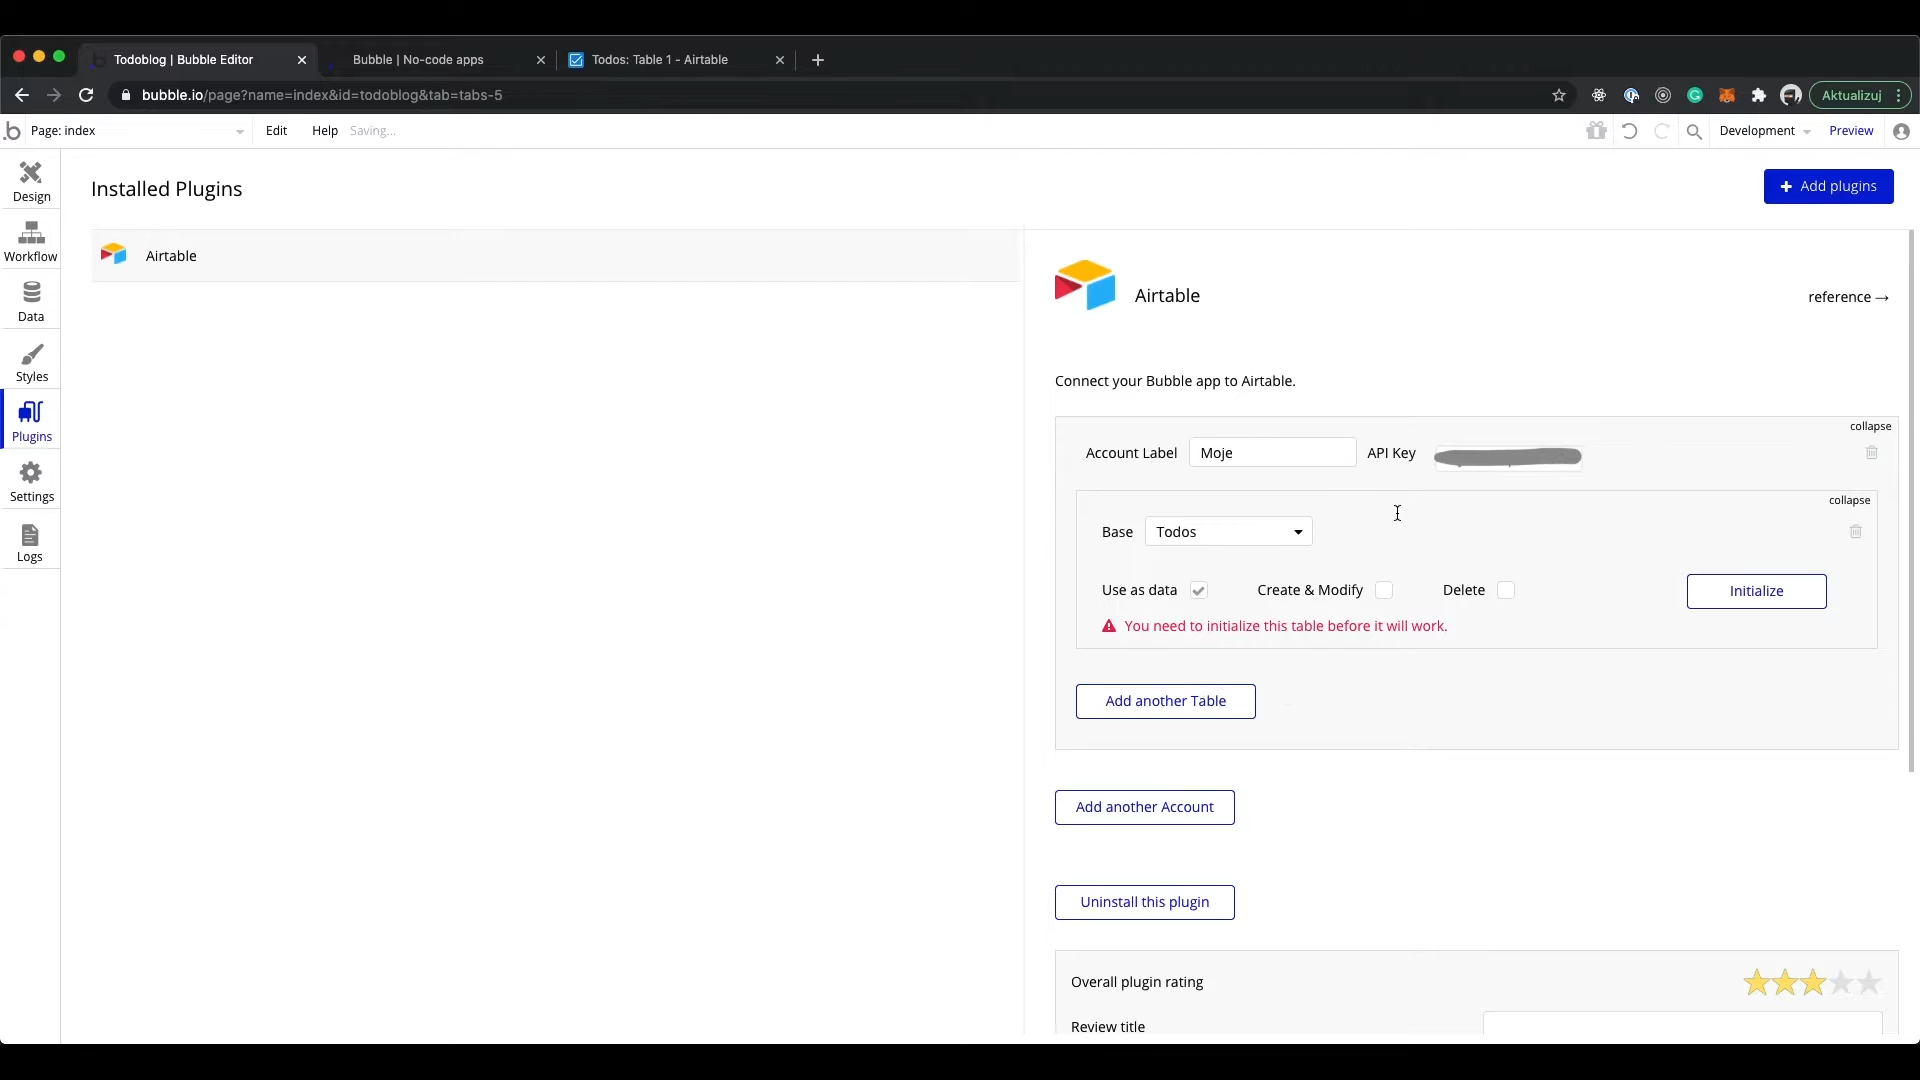 Todoblog | Bubble Editor
Bubble | No-code apps
Todos: Table 1 - Airtable
bubble.io/page?name=index&id=todoblog&tab=tabs-5
Aktualizuj
Page: index
Edit
Help
Saving...
Development
Preview
Design
Workflow
Data
Styles
Plugins
Settings
Logs
Installed Plugins
Add plugins
Airtable
Airtable
reference →
Connect your Bubble app to Airtable.
collapse
Account Label
Moje
API Key
collapse
Base
Todos
Use as data
Create & Modify
Delete
Initialize
You need to initialize this table before it will work.
Add another Table
Add another Account
Uninstall this plugin
Overall plugin rating
Review title